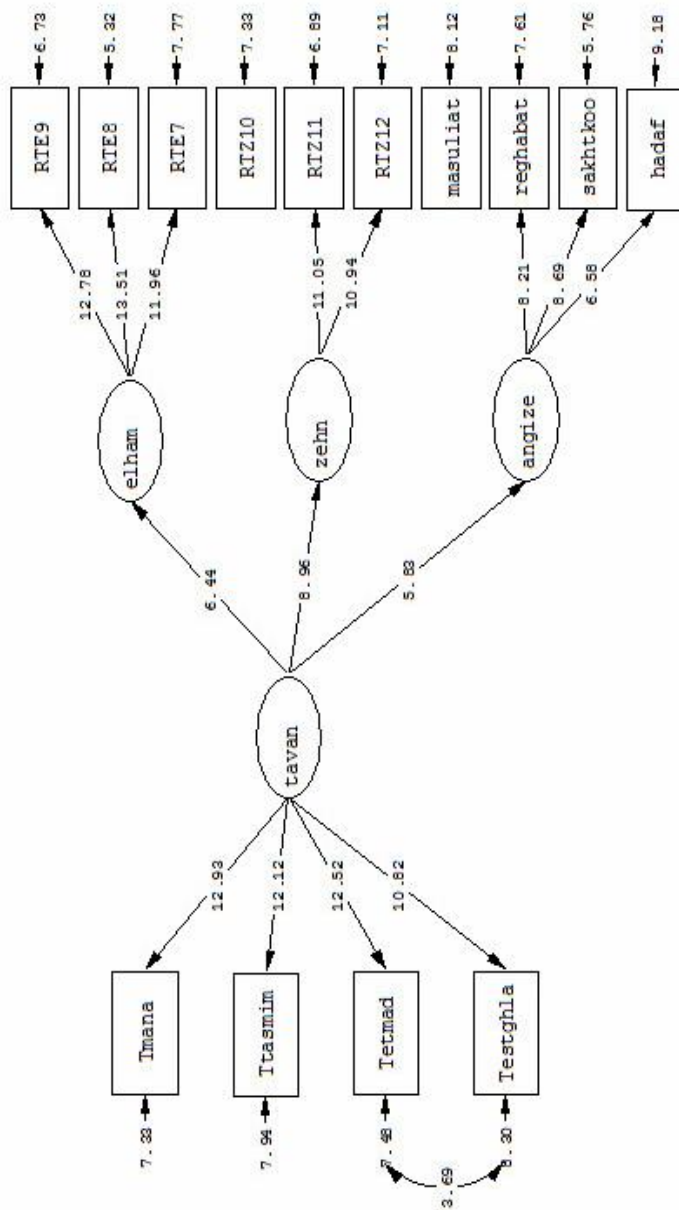 7.33
Tmana
7.94
Ttasmim
7.48
Tetmad
8.30
Testghla
3.69
12.93
12.12
12.52
10.82
tavan
6.44
8.96
5.83
elham
zehn
angize
12.78
13.51
11.96
11.05
10.94
8.21
8.69
6.58
RTE9
6.73
RTE8
5.32
RTE7
7.77
RTZ10
7.33
RTZ11
6.89
RTZ12
7.11
masuliat
8.12
reghabat
7.61
sakhtkoo
5.76
hadaf
9.18